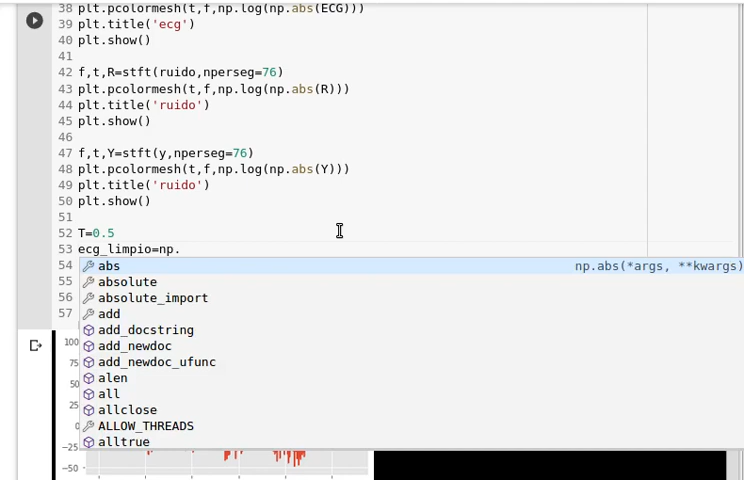 38 plt.pcolormesh(t,f,np.log(np.abs(ECG)))
39 plt.title('ecg')
40 plt.show()
41
42 f,t,R=stft(ruido,nperseg=76)
43 plt.pcolormesh(t,f,np.log(np.abs(R)))
44 plt.title('ruido')
45 plt.show()
46
47 f,t,Y=stft(y,nperseg=76)
48 plt.pcolormesh(t,f,np.log(np.abs(Y)))
49 plt.title('ruido')
50 plt.show()
51
52 T=0.5
53 ecg_limpio=np.
54 abs np.abs(*args, **kwargs)
55 absolute
56 absolute_import
57 add
add_docstring
100 add_newdoc
75 add_newdoc_ufunc
50 alen
25 all
allclose
0 ALLOW_THREADS
−25 alltrue
−50